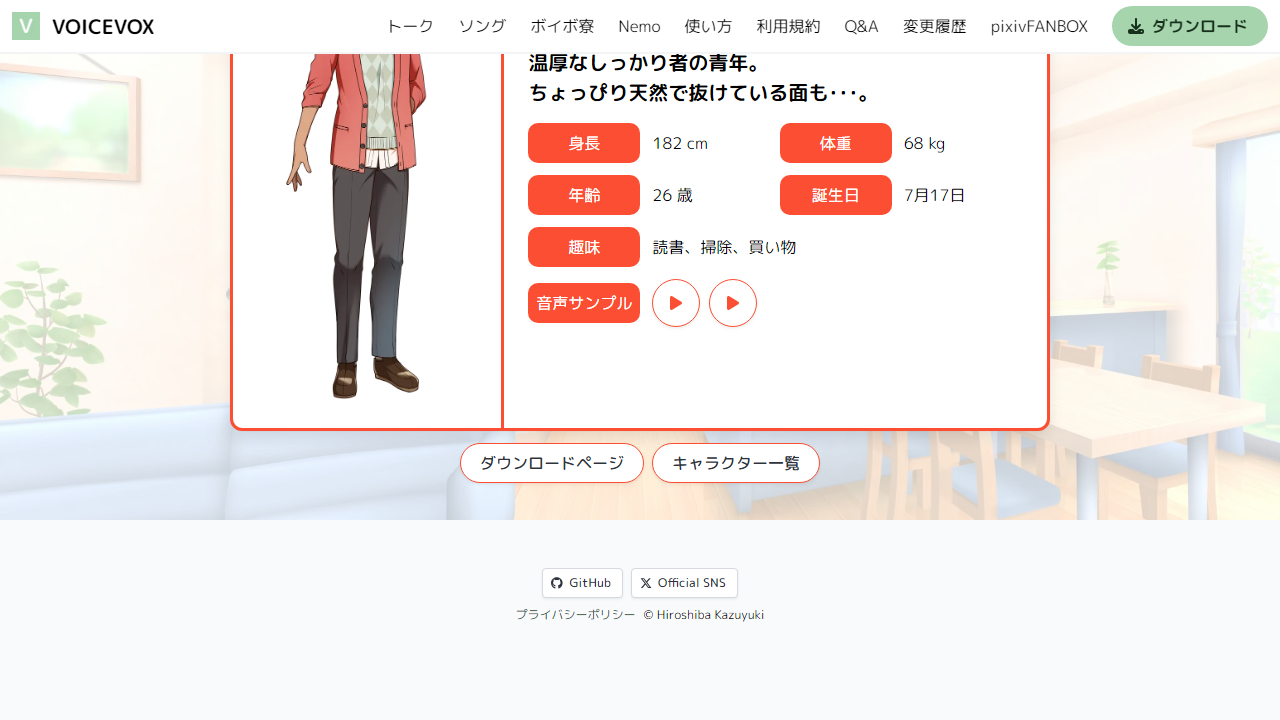 V VOICEVOX トーク ソング ボイボ寮 Nemo 使い方 利用規約 Q&A 変更履歴 pixivFANBOX ダウンロード
温厚なしっかり者の青年。
ちょっぴり天然で抜けている面も･･･。
身長 182 cm 体重 68 kg
年齢 26 歳 誕生日 7月17日
趣味 読書、掃除、買い物
音声サンプル
ダウンロードページ キャラクター一覧
GitHub Official SNS
プライバシーポリシー © Hiroshiba Kazuyuki